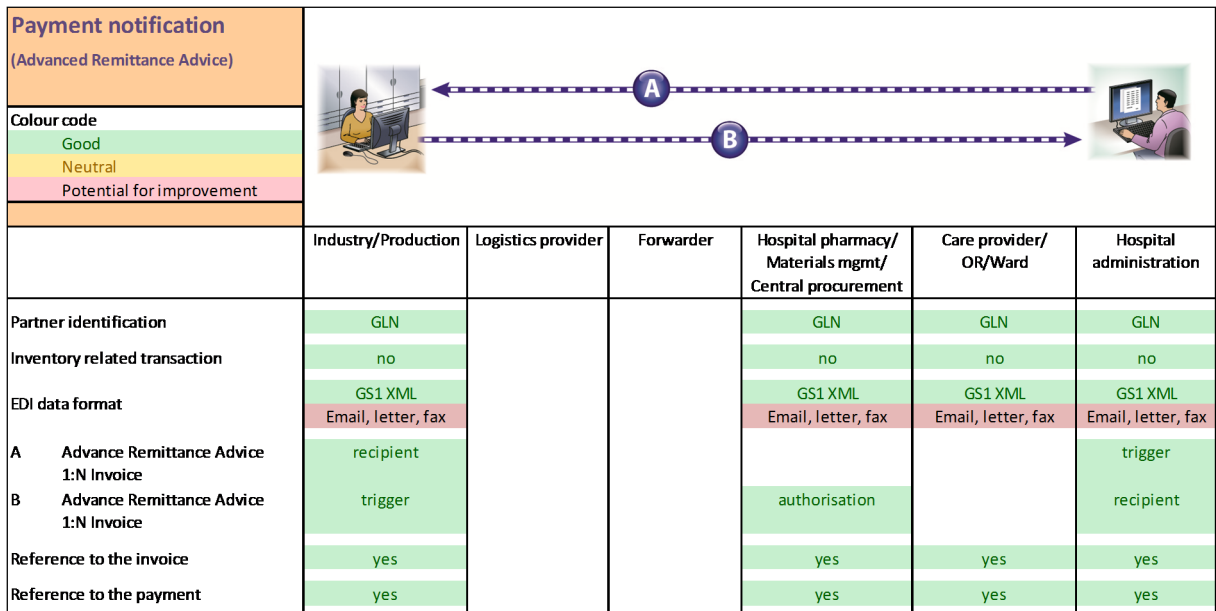 Payment notification
(Advanced Remittance Advice)
A
B
Colour code
Good
Neutral
Potential for improvement
Industry/Production Logistics provider Forwarder Hospital pharmacy/ Care provider/ Hospital
Materials mgmt/ OR/Ward administration
Central procurement
Partner identification GLN GLN GLN GLN
Inventory related transaction no no no no
EDI data format GS1 XML GS1 XML GS1 XML GS1 XML
Email, letter, fax Email, letter, fax Email, letter, fax Email, letter, fax
A Advance Remittance Advice recipient trigger
1:N Invoice
B Advance Remittance Advice trigger authorisation recipient
1:N Invoice
Reference to the invoice yes yes yes yes
Reference to the payment yes yes yes yes